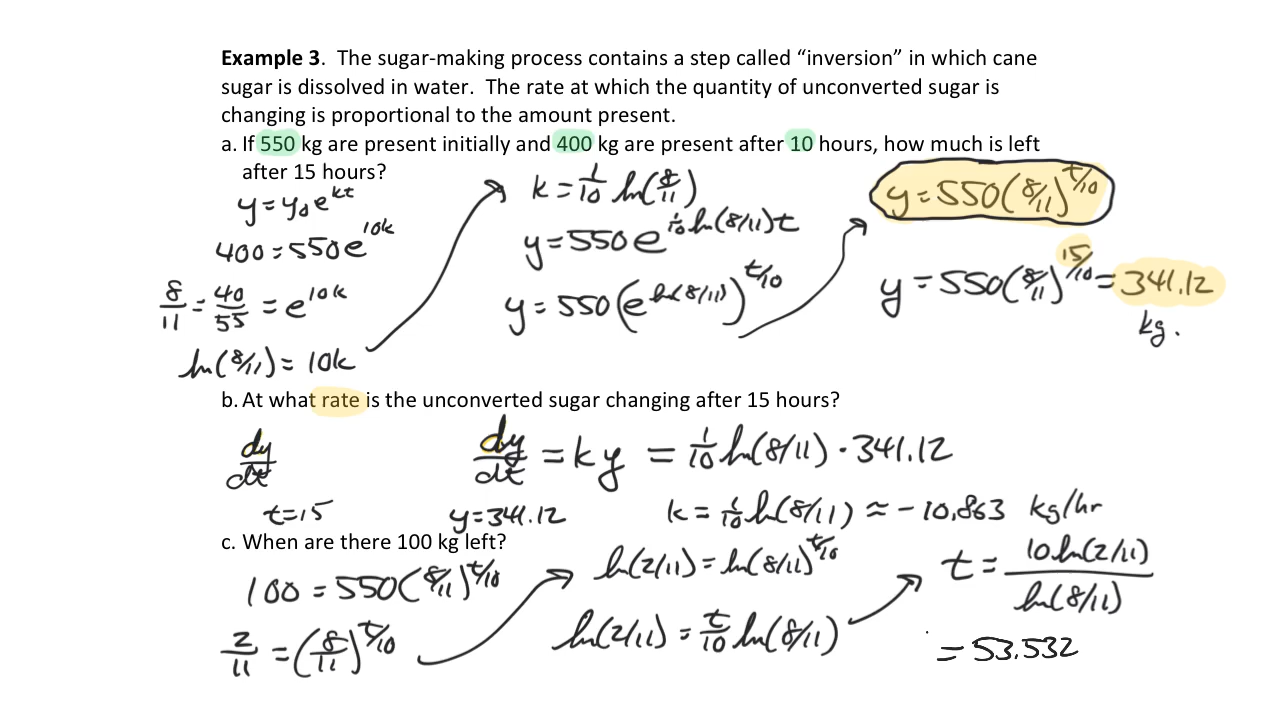 Example 3.  The sugar-making process contains a step called “inversion” in which cane
sugar is dissolved in water.  The rate at which the quantity of unconverted sugar is
changing is proportional to the amount present.
a. If 550 kg are present initially and 400 kg are present after 10 hours, how much is left
after 15 hours?
y = y₀e^{kt}
400 = 550e^{10k}
8/11 = 40/55 = e^{10k}
ln(8/11) = 10k
k = 1/10 ln(8/11)
y = 550 e^{1/10 ln(8/11)t}
y = 550(e^{ln(8/11)})^{t/10}
y = 550(8/11)^{t/10}
y = 550(8/11)^{15/10} = 341.12
kg.
b. At what rate is the unconverted sugar changing after 15 hours?
dy/dt
t=15
dy/dt = ky = 1/10 ln(8/11) · 341.12
y=341.12
k = 1/10 ln(8/11) ≈ -10.863 kg/hr
c. When are there 100 kg left?
100 = 550(8/11)^{t/10}
2/11 = (8/11)^{t/10}
ln(2/11) = ln(8/11)^{t/10}
ln(2/11) = t/10 ln(8/11)
t = 10 ln(2/11) / ln(8/11)
= 53.532